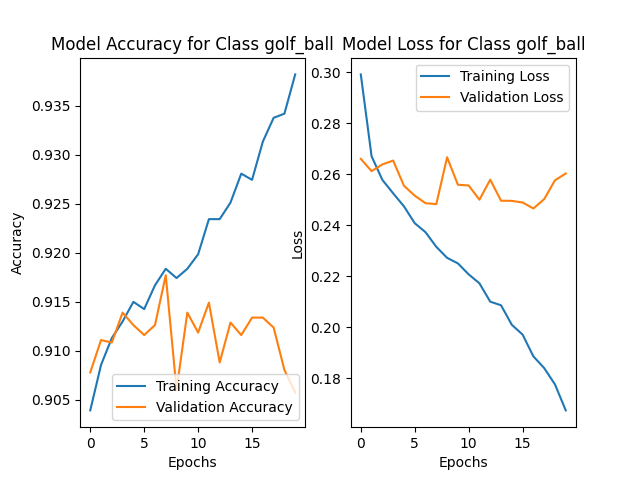 Model Accuracy for Class golf_ball
0.935
0.930
0.925
0.920
0.915
0.910
0.905
Accuracy
Training Accuracy
Validation Accuracy
0 5 10 15
Epochs
Model Loss for Class golf_ball
Training Loss
Validation Loss
0.30
0.28
0.26
0.24
0.22
0.20
0.18
Loss
0 5 10 15
Epochs